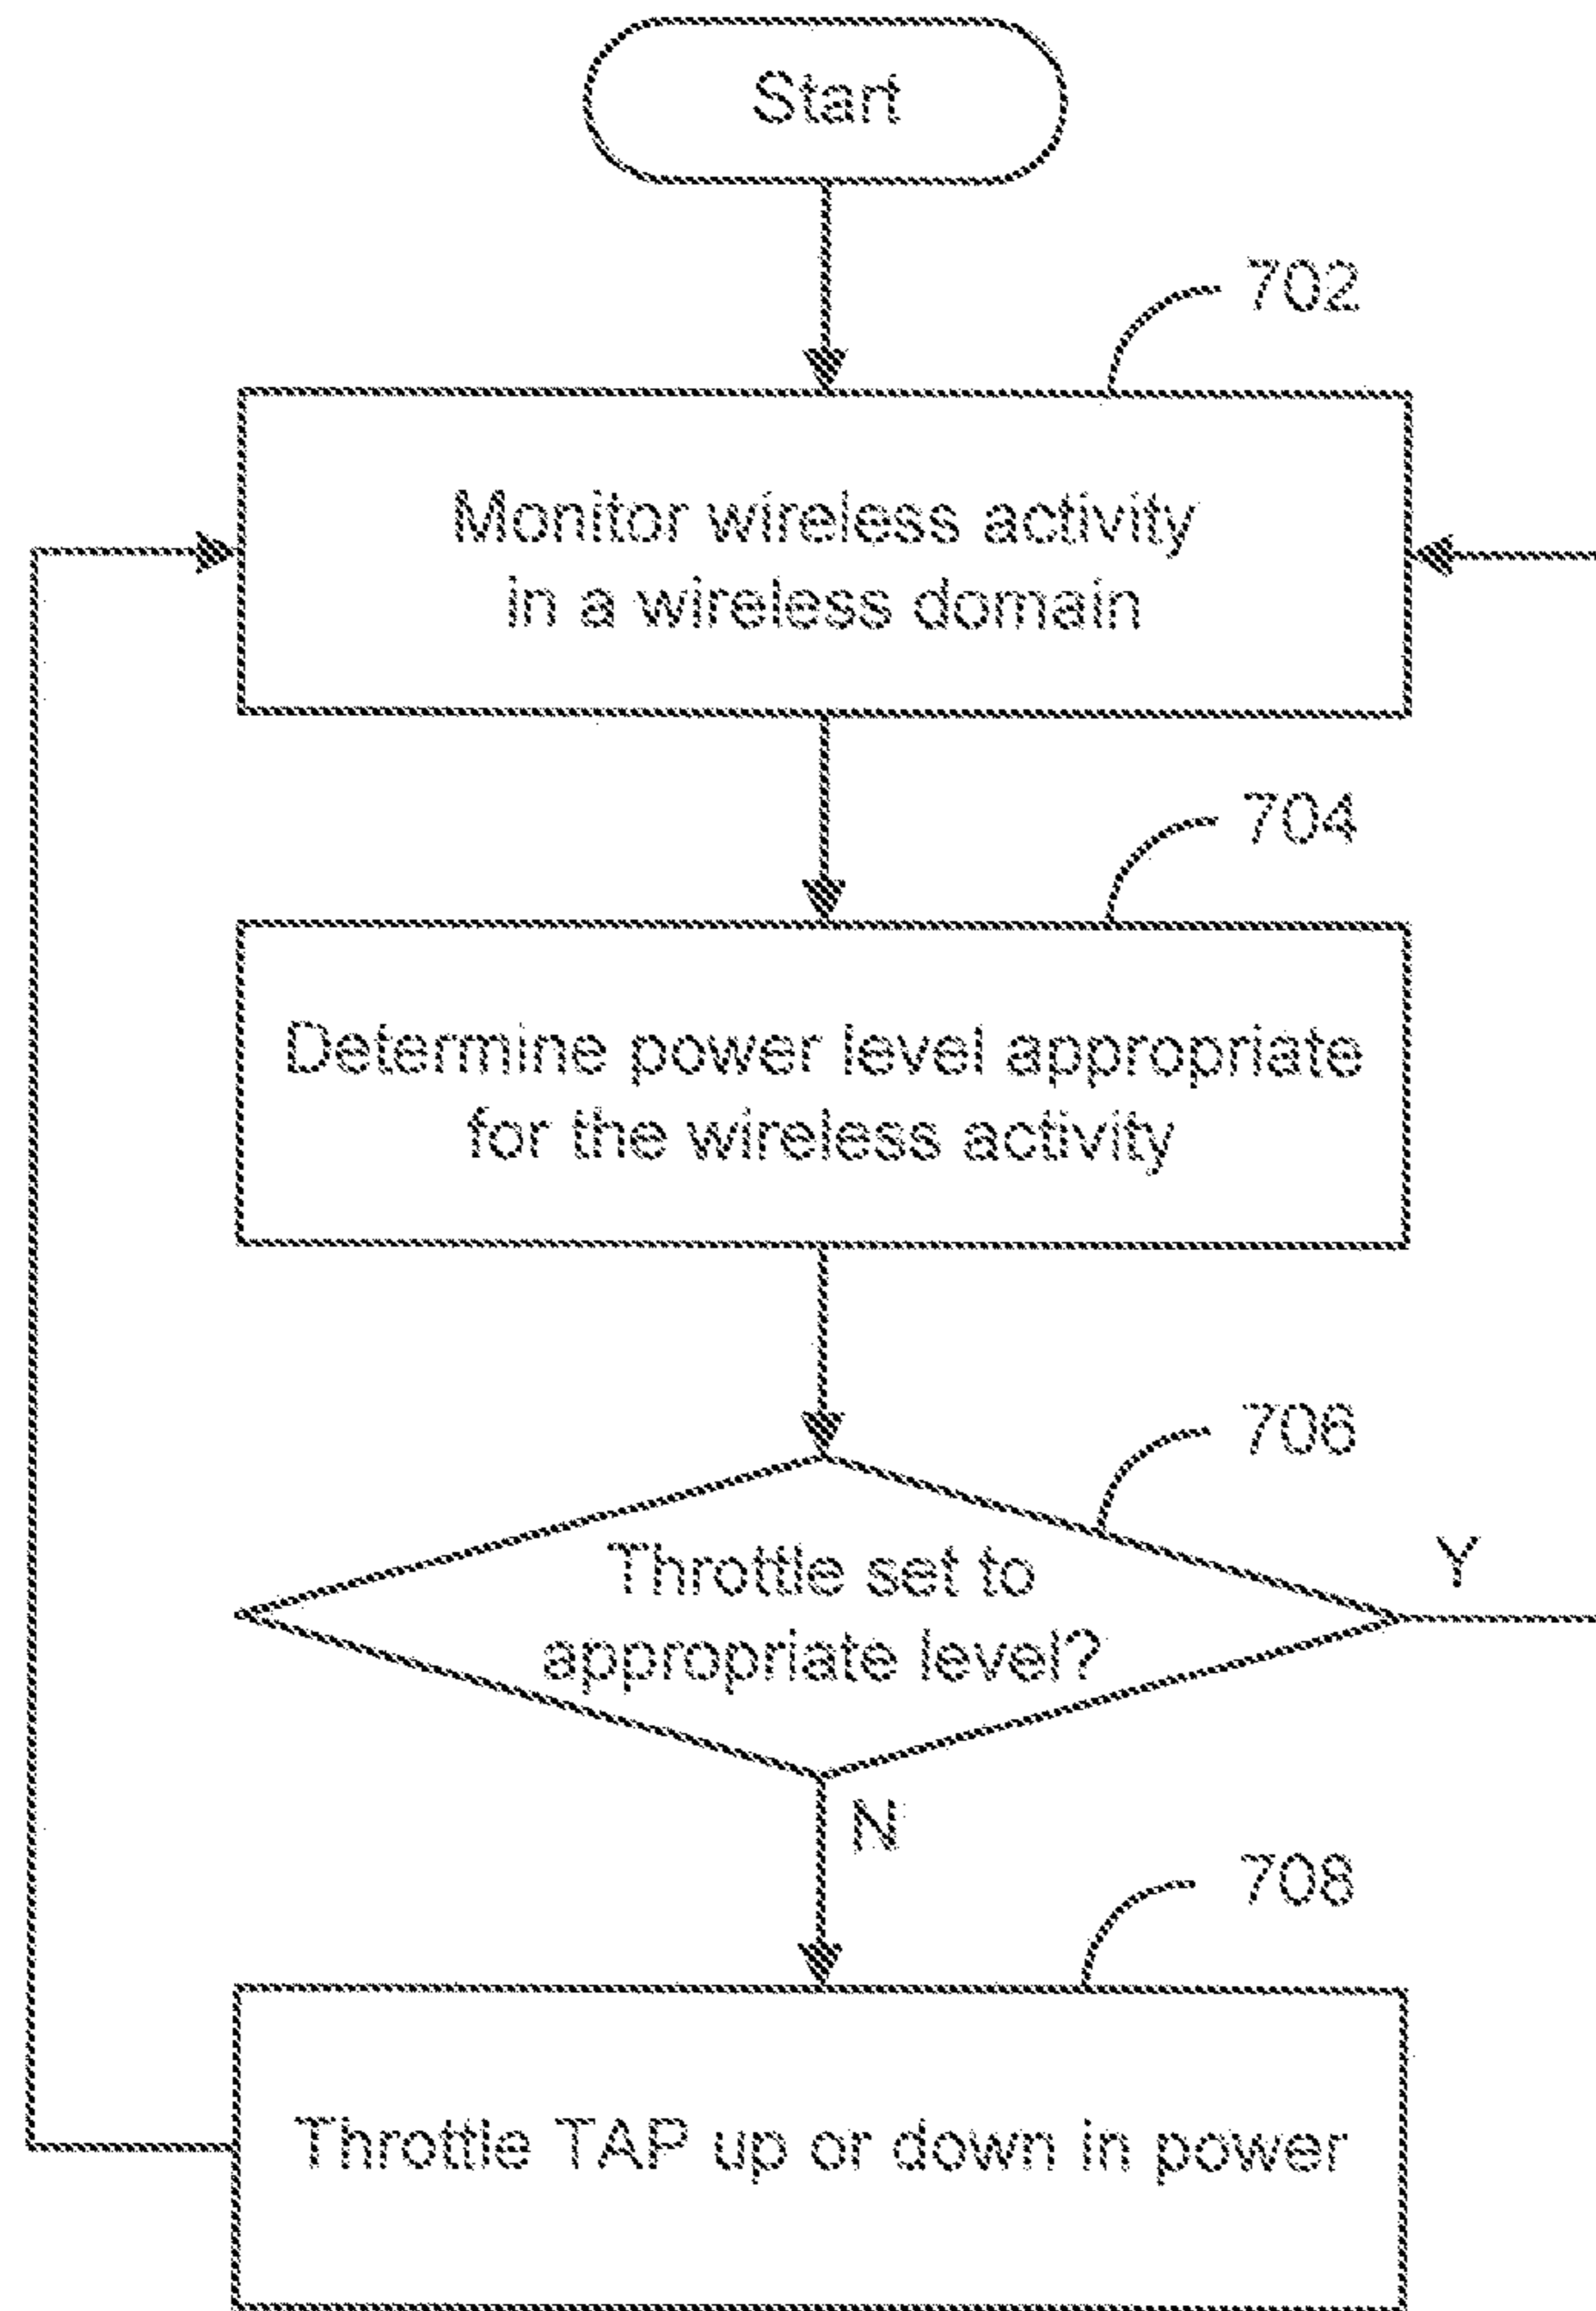 Start
702
Monitor wireless activity
in a wireless domain
704
Determine power level appropriate
for the wireless activity
706
Throttle set to
appropriate level?
Y
N
708
Throttle TAP up or down in power